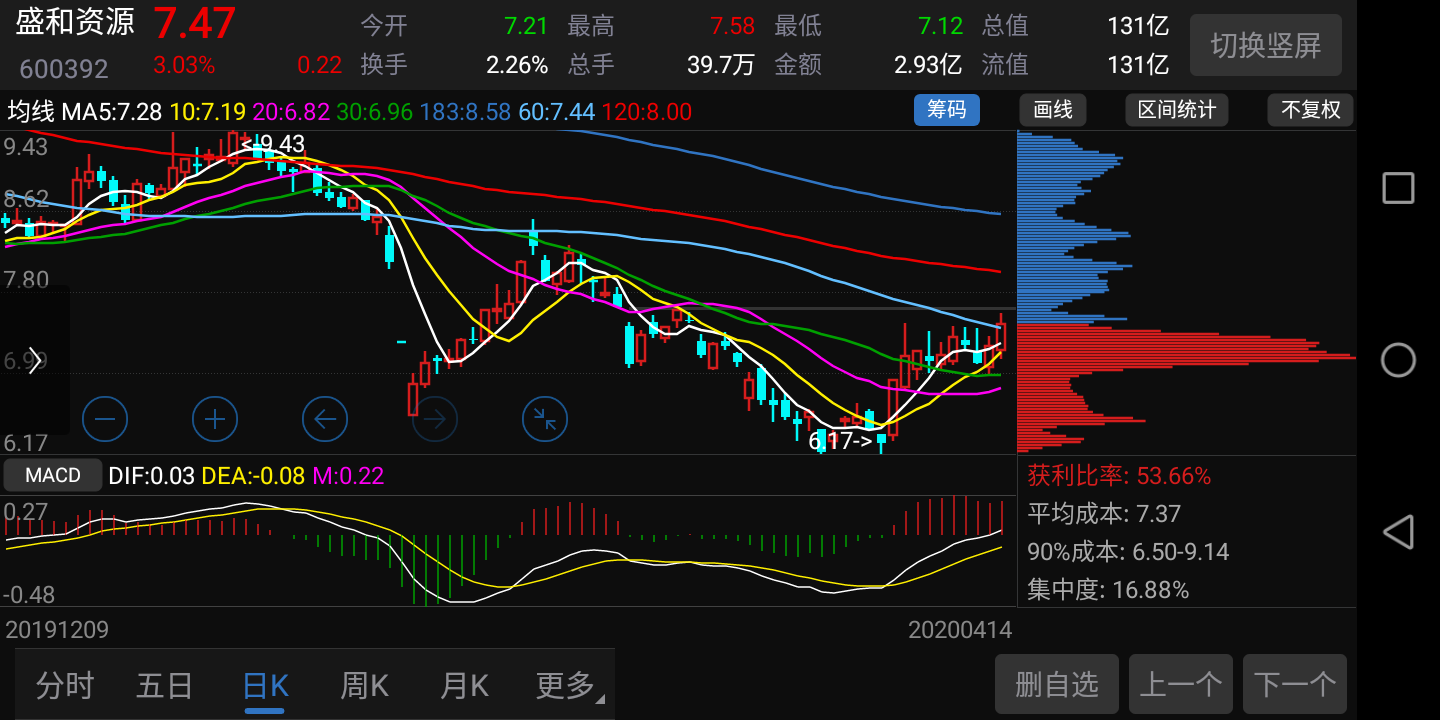 盛和资源 7.47 今开 7.21 最高 7.58 最低 7.12 总值 131亿 切换竖屏
600392 3.03% 0.22 换手 2.26% 总手 39.7万 金额 2.93亿 流值 131亿
均线 MA5:7.28 10:7.19 20:6.82 30:6.96 183:8.58 60:7.44 120:8.00 筹码 画线 区间统计 不复权
9.43 <-9.43
8.62
7.80
6.99
6.17 6.17->
MACD DIF:0.03 DEA:-0.08 M:0.22
0.27
-0.48
获利比率: 53.66%
平均成本: 7.37
90%成本: 6.50-9.14
集中度: 16.88%
20191209 20200414
分时 五日 日K 周K 月K 更多 删自选 上一个 下一个